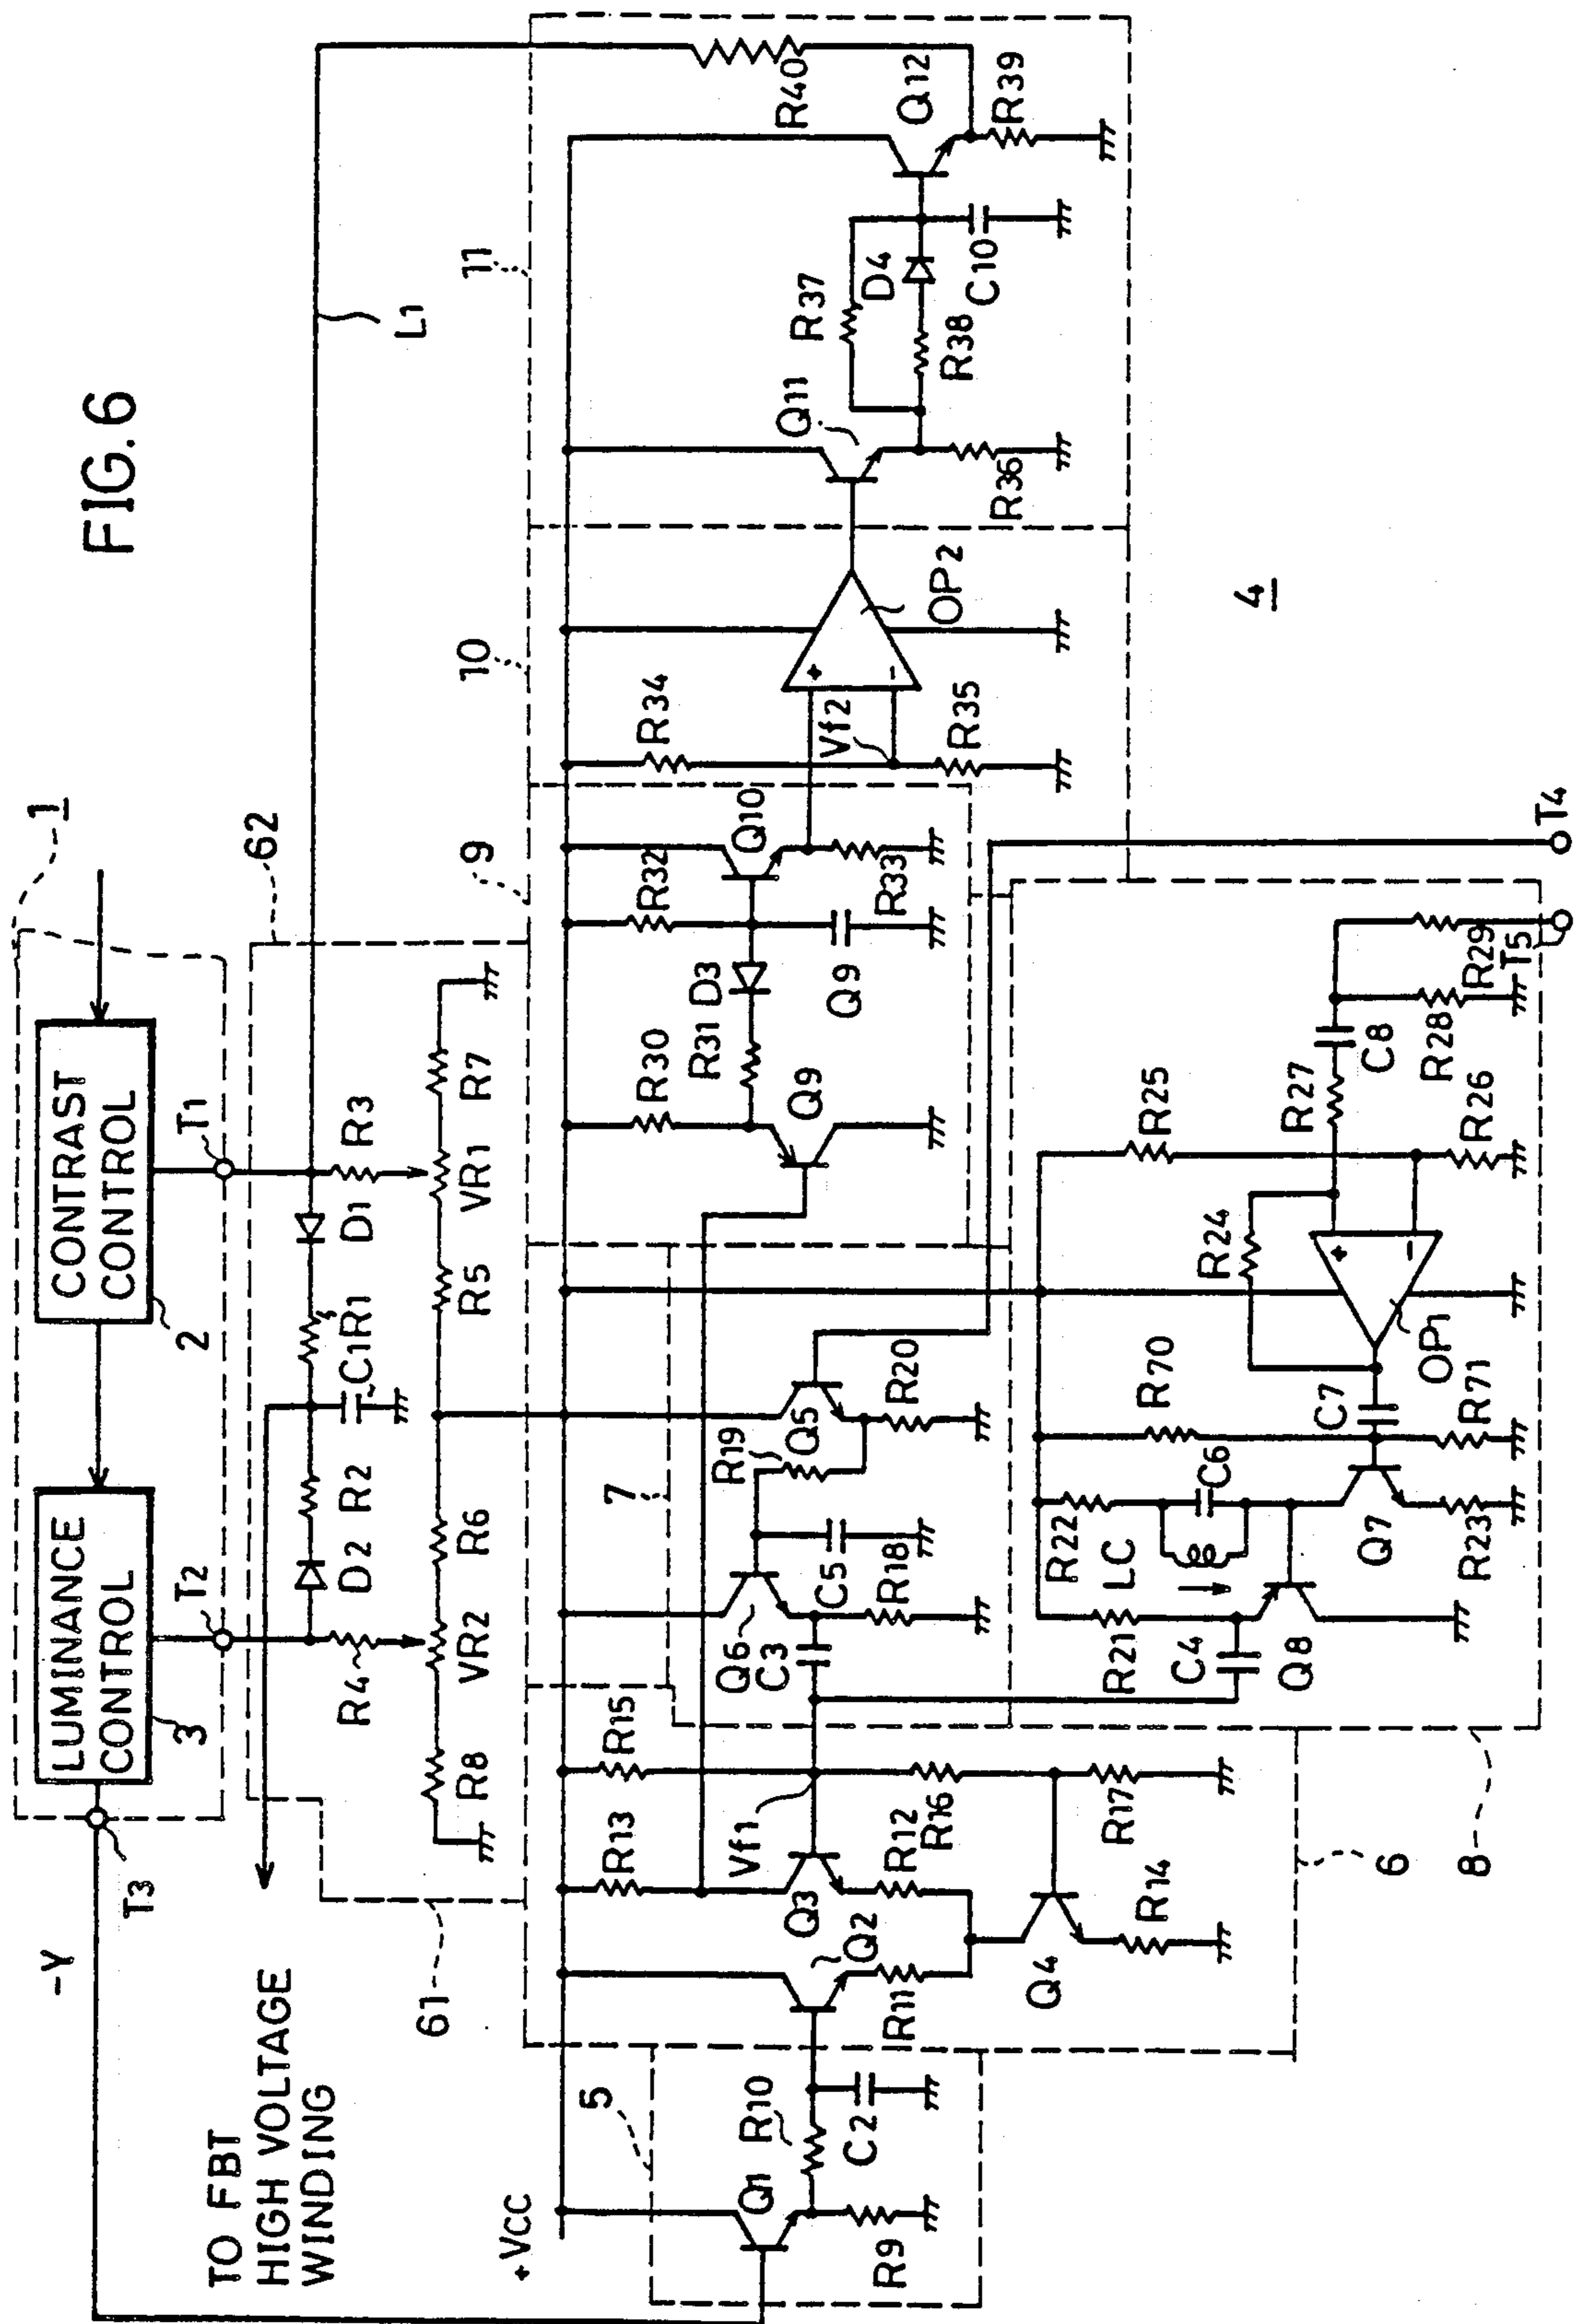 FIG.6
1
CONTRAST
CONTROL
2
LUMINANCE
CONTROL
3
T1
T2
T3
-Y
TO FBT
HIGH VOLTAGE
WINDING
62
61
L1
R3
D1
R1
C1
R2
D2
R4
R7
VR1
R5
R6
VR2
R8
+VCC
11
R40
Q12
R39
R37
D4
C10
R38
Q11
R36
10
OP2
+
-
R34
Vf2
R35
9
Q10
R32
R33
D3
Q9
R31
R30
Q9
4
T4
T5
7
R20
Q5
R19
C5
R18
Q6
C3
R29
R28
C8
R27
R26
R25
R24
+
-
OP1
R70
C7
R71
C6
Q7
R23
R22
LC
R21
C4
Q8
8
6
R15
R13
Vf1
R16
R12
R17
Q3
Q2
R14
Q4
R11
5
R10
C2
Q1
R9